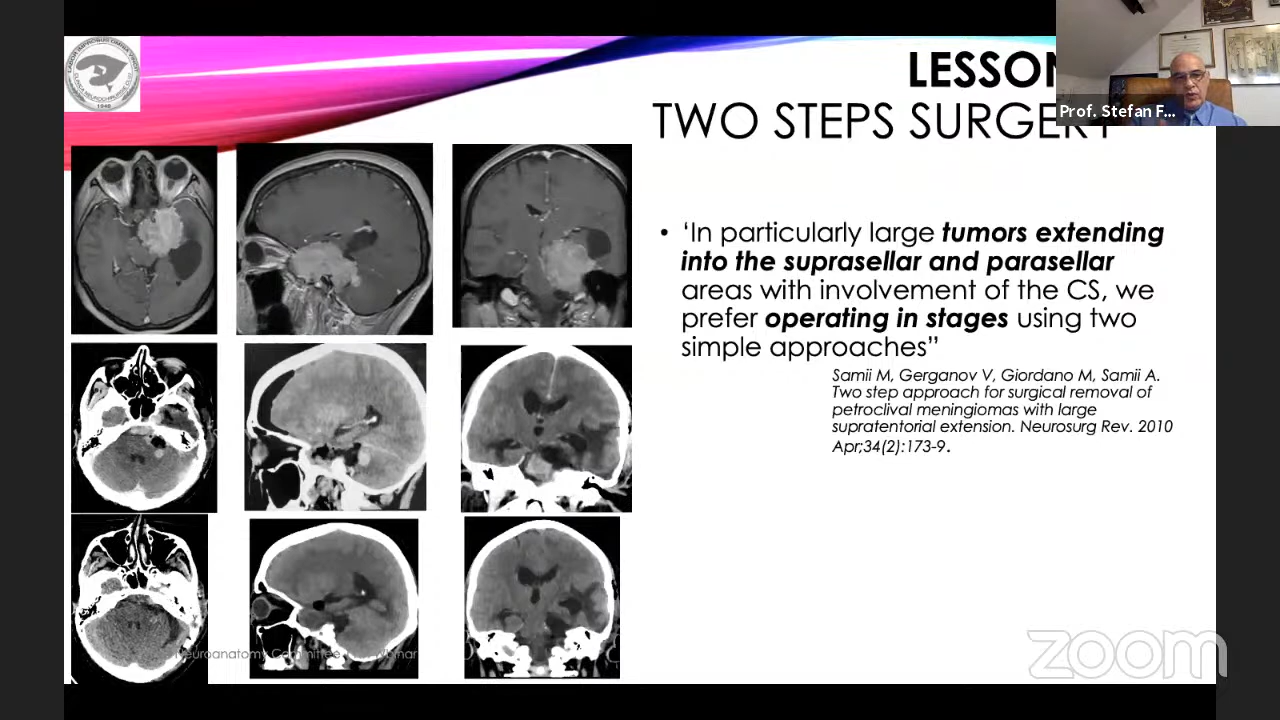 LESSON
TWO STEPS SURGERY
Prof. Stefan F...
1948
• ‘In particularly large tumors extending
into the suprasellar and parasellar
areas with involvement of the CS, we
prefer operating in stages using two
simple approaches”
Samii M, Gerganov V, Giordano M, Samii A.
Two step approach for surgical removal of
petroclival meningiomas with large
supratentorial extension. Neurosurg Rev. 2010
Apr;34(2):173-9.
Neuroanatomy Committee
zoom